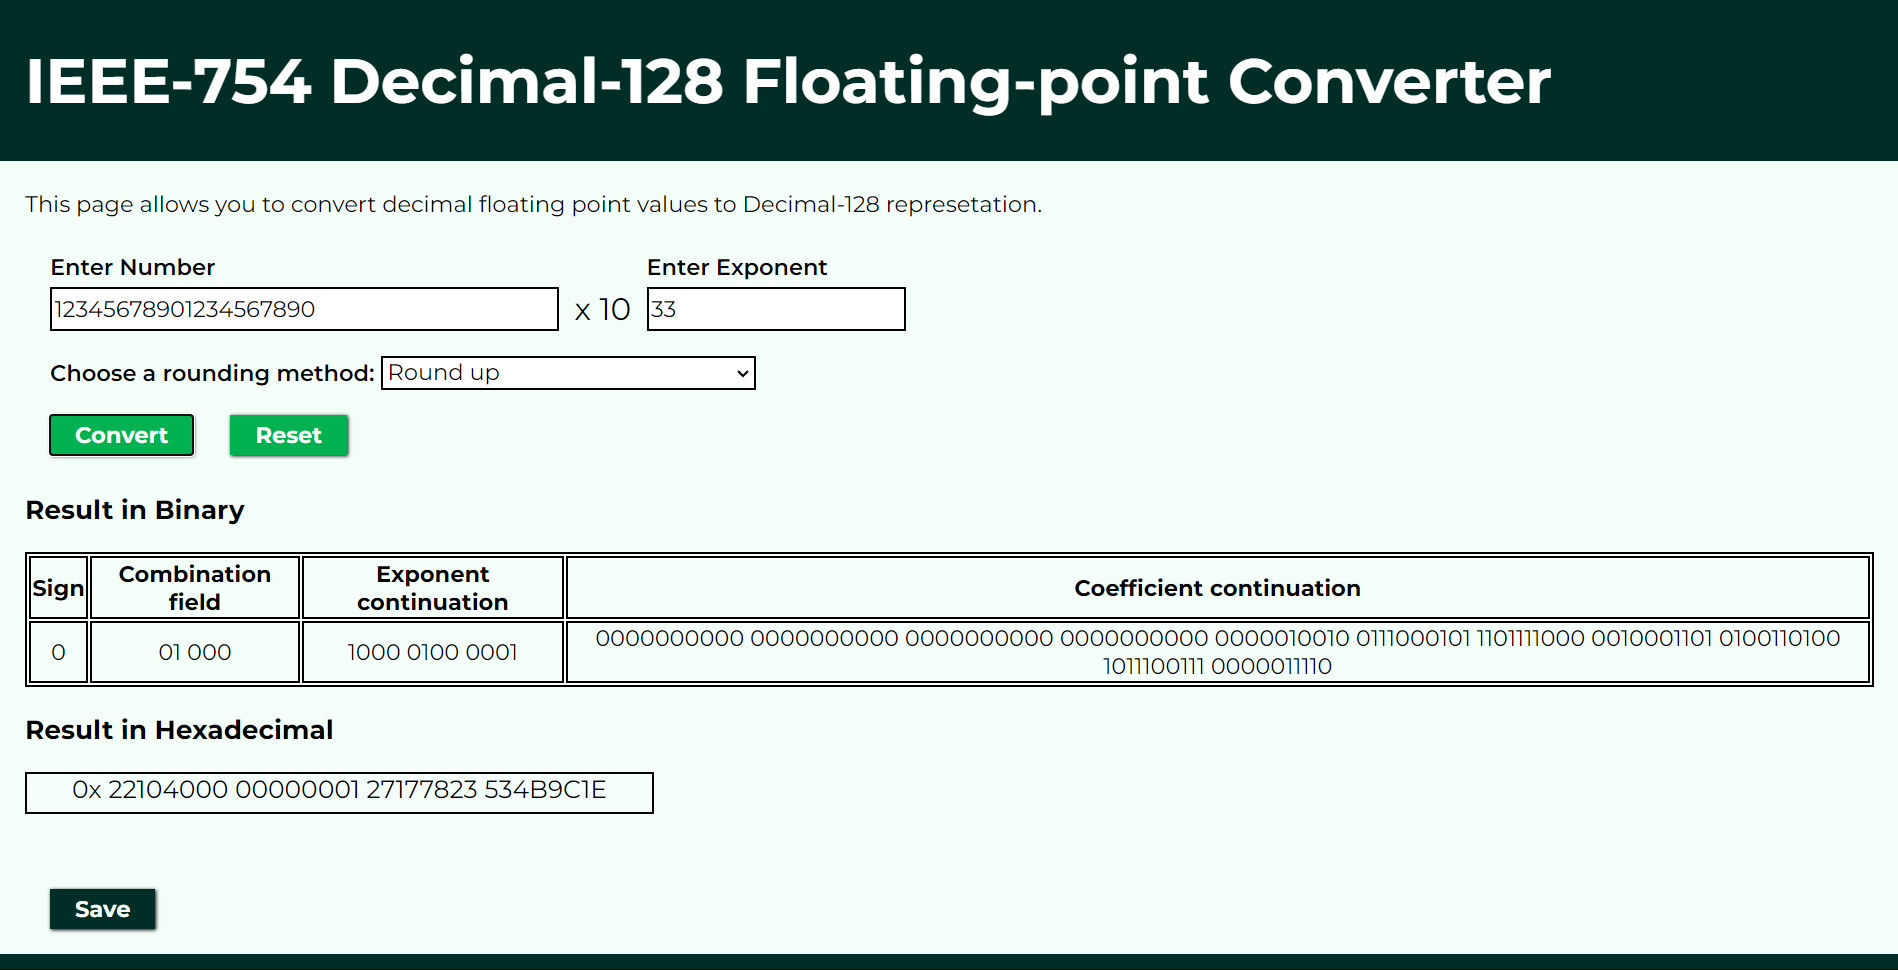 IEEE-754 Decimal-128 Floating-point Converter
This page allows you to convert decimal floating point values to Decimal-128 represetation.
Enter Number
Enter Exponent
12345678901234567890
x 10
33
Choose a rounding method:
Round up
Convert
Reset
Result in Binary
Sign
Combination
field
Exponent
continuation
Coefficient continuation
0
01 000
1000 0100 0001
0000000000 0000000000 0000000000 0000000000 0000010010 0111000101 1101111000 0010001101 0100110100
1011100111 0000011110
Result in Hexadecimal
0x 22104000 00000001 27177823 534B9C1E
Save